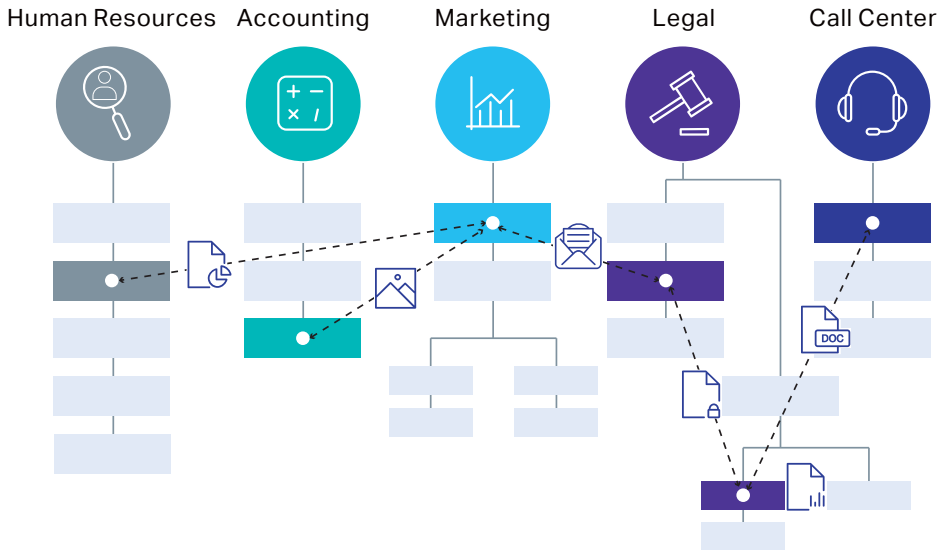 Human Resources
Accounting
Marketing
Legal
Call Center
DOC